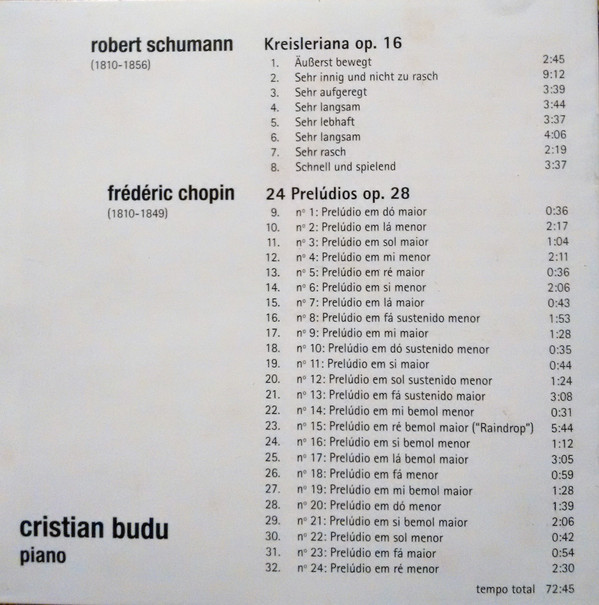 robert schumann Kreisleriana op. 16
(1810-1856)
1. Äußerst bewegt 2:45
2. Sehr innig und nicht zu rasch 9:12
3. Sehr aufgeregt 3:39
4. Sehr langsam 3:44
5. Sehr lebhaft 3:37
6. Sehr langsam 4:06
7. Sehr rasch 2:19
8. Schnell und spielend 3:37
frédéric chopin 24 Prelúdios op. 28
(1810-1849)
9. nº 1: Prelúdio em dó maior 0:36
10. nº 2: Prelúdio em lá menor 2:17
11. nº 3: Prelúdio em sol maior 1:04
12. nº 4: Prelúdio em mi menor 2:11
13. nº 5: Prelúdio em ré maior 0:36
14. nº 6: Prelúdio em si menor 2:06
15. nº 7: Prelúdio em lá maior 0:43
16. nº 8: Prelúdio em fá sustenido menor 1:53
17. nº 9: Prelúdio em mi maior 1:28
18. nº 10: Prelúdio em dó sustenido menor 0:35
19. nº 11: Prelúdio em si maior 0:44
20. nº 12: Prelúdio em sol sustenido menor 1:24
21. nº 13: Prelúdio em fá sustenido maior 3:08
22. nº 14: Prelúdio em mi bemol menor 0:31
23. nº 15: Prelúdio em ré bemol maior ("Raindrop") 5:44
24. nº 16: Prelúdio em si bemol menor 1:12
25. nº 17: Prelúdio em lá bemol maior 3:05
26. nº 18: Prelúdio em fá menor 0:59
27. nº 19: Prelúdio em mi bemol maior 1:28
28. nº 20: Prelúdio em dó menor 1:39
29. nº 21: Prelúdio em si bemol maior 2:06
30. nº 22: Prelúdio em sol menor 0:42
31. nº 23: Prelúdio em fá maior 0:54
32. nº 24: Prelúdio em ré menor 2:30
cristian budu
piano
tempo total 72:45